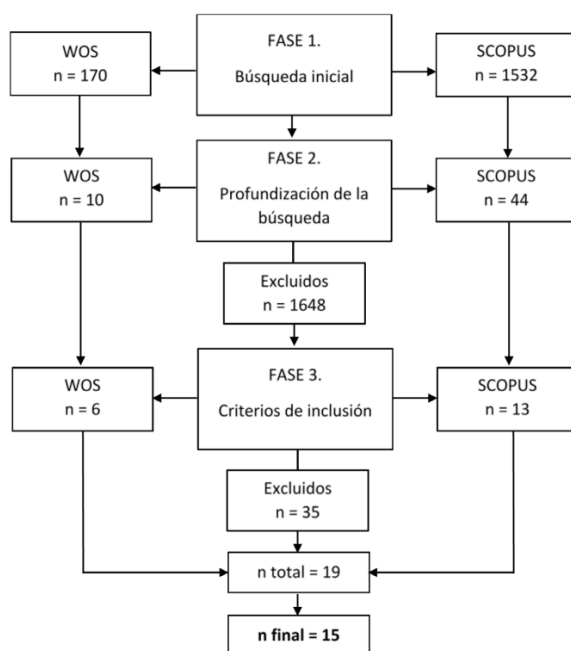 FASE 1.
Búsqueda inicial
WOS
n = 170
SCOPUS
n = 1532
FASE 2.
Profundización de la
búsqueda
WOS
n = 10
SCOPUS
n = 44
Excluidos
n = 1648
FASE 3.
Criterios de inclusión
WOS
n = 6
SCOPUS
n = 13
Excluidos
n = 35
n total = 19
n final = 15